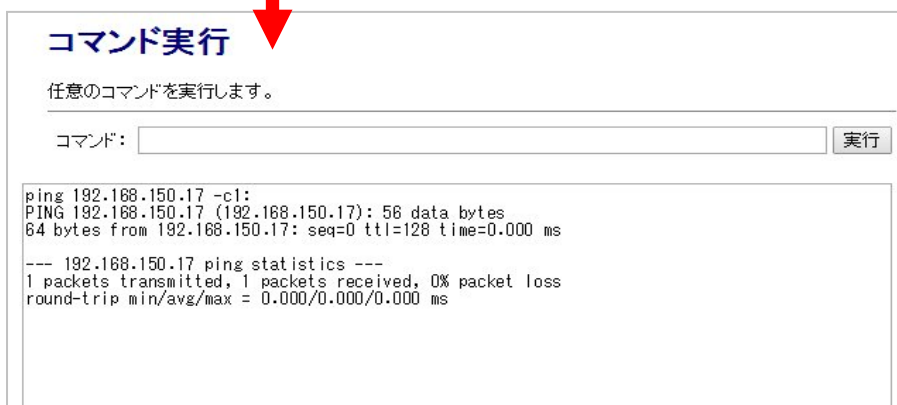 コマンド実行
任意のコマンドを実行します。
コマンド： 実行
ping 192.168.150.17 -c1:
PING 192.168.150.17 (192.168.150.17): 56 data bytes
64 bytes from 192.168.150.17: seq=0 ttl=128 time=0.000 ms
--- 192.168.150.17 ping statistics ---
1 packets transmitted, 1 packets received, 0% packet loss
round-trip min/avg/max = 0.000/0.000/0.000 ms